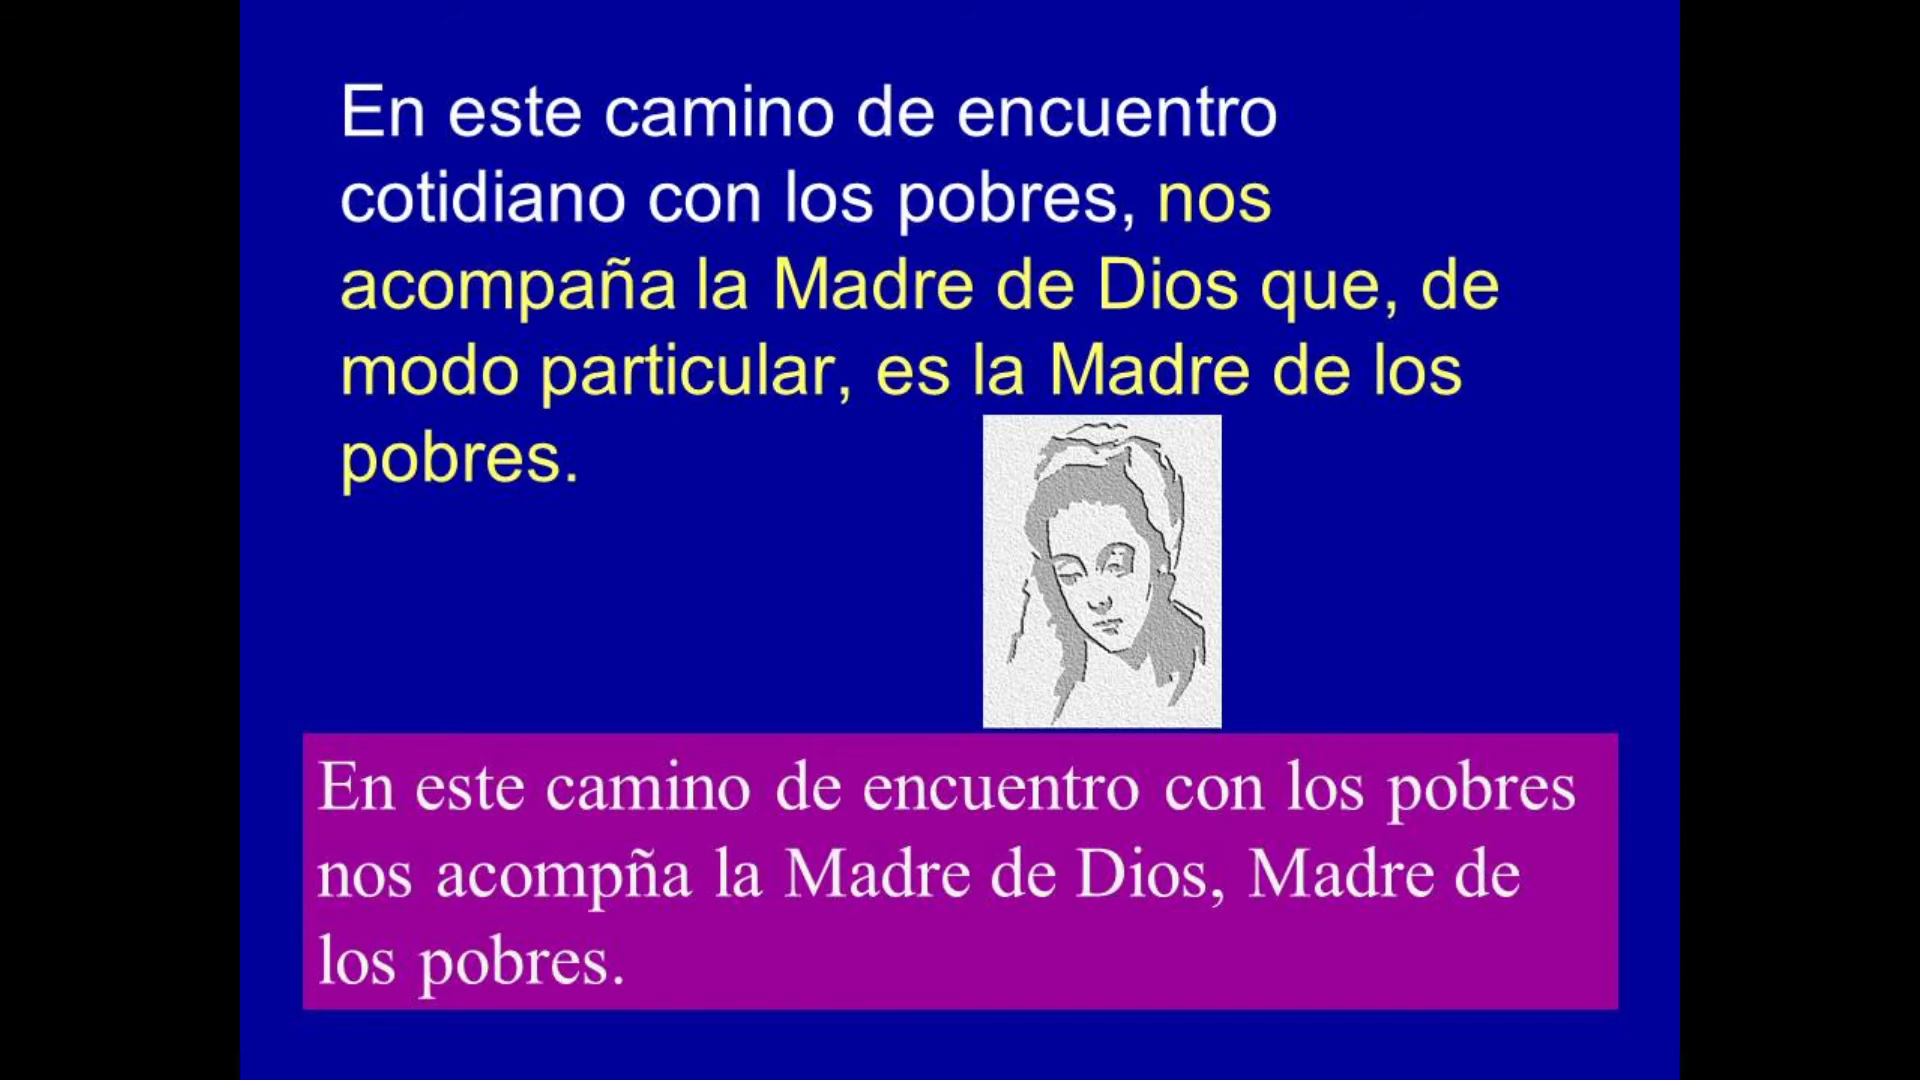 En este camino de encuentro
cotidiano con los pobres, nos
acompaña la Madre de Dios que, de
modo particular, es la Madre de los
pobres.
En este camino de encuentro con los pobres
nos acompña la Madre de Dios, Madre de
los pobres.